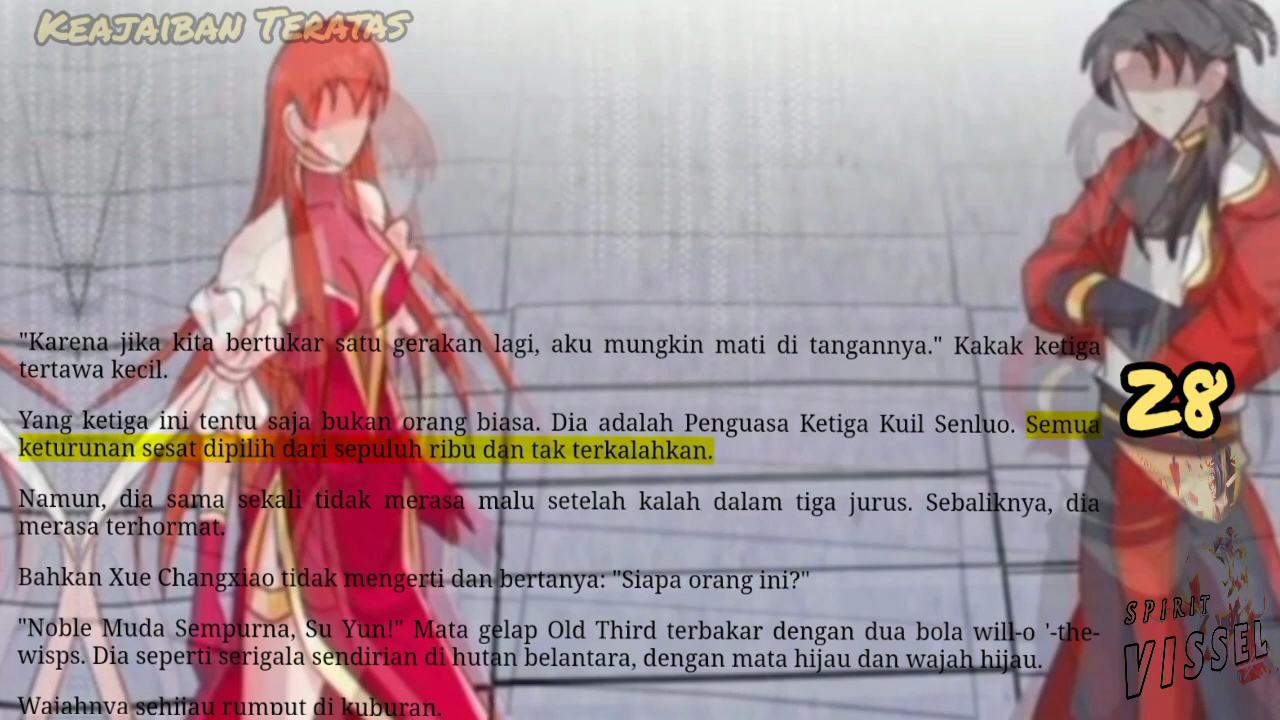 KEAJAIBAN TERATAS
"Karena jika kita bertukar satu gerakan lagi, aku mungkin mati di tangannya." Kakak ketiga
tertawa kecil.
Yang ketiga ini tentu saja bukan orang biasa. Dia adalah Penguasa Ketiga Kuil Senluo. Semua
keturunan sesat dipilih dari sepuluh ribu dan tak terkalahkan.
Namun, dia sama sekali tidak merasa malu setelah kalah dalam tiga jurus. Sebaliknya, dia
merasa terhormat.
Bahkan Xue Changxiao tidak mengerti dan bertanya: "Siapa orang ini?"
"Noble Muda Sempurna, Su Yun!" Mata gelap Old Third terbakar dengan dua bola will-o '-the-
wisps. Dia seperti serigala sendirian di hutan belantara, dengan mata hijau dan wajah hijau.
Wajahnya sehijau rumput di kuburan.
28
SPIRIT
VISSEL